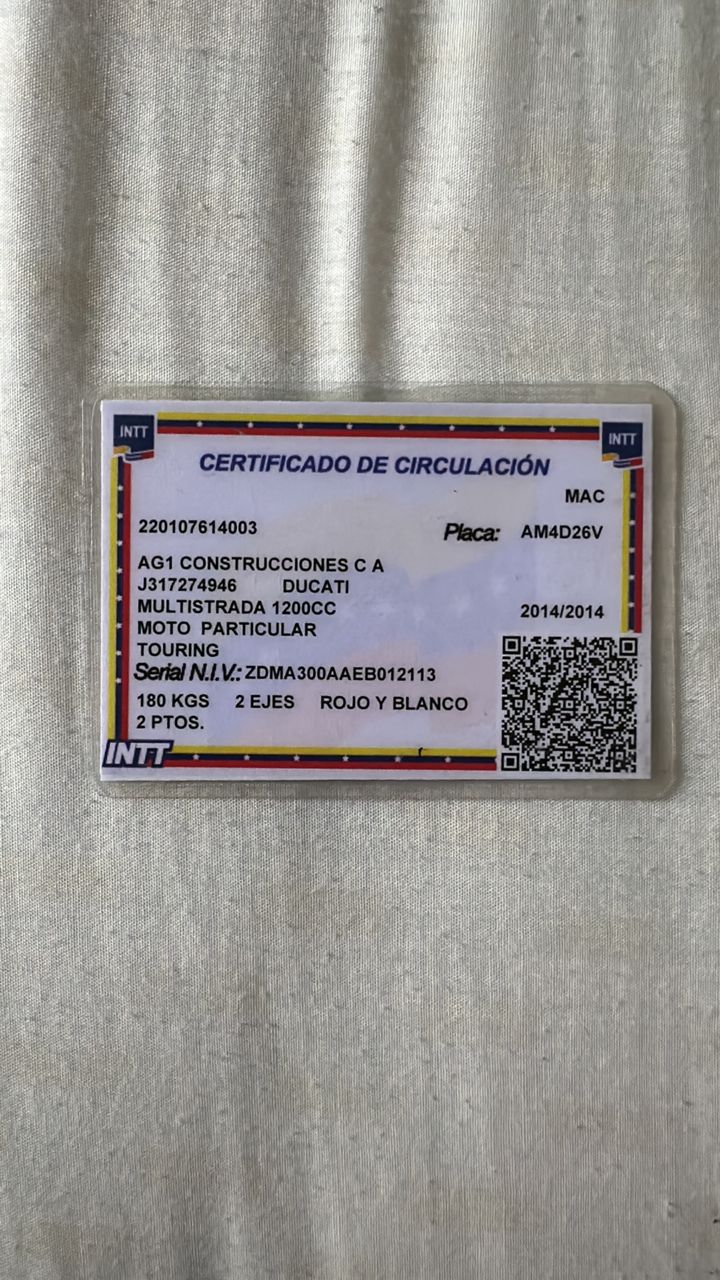 INTT
INTT
CERTIFICADO DE CIRCULACIÓN
MAC
220107614003 Placa: AM4D26V
AG1 CONSTRUCCIONES C A
J317274946 DUCATI
MULTISTRADA 1200CC 2014/2014
MOTO PARTICULAR
TOURING
Serial N.I.V.: ZDMA300AAEB012113
180 KGS 2 EJES ROJO Y BLANCO
2 PTOS.
INTT